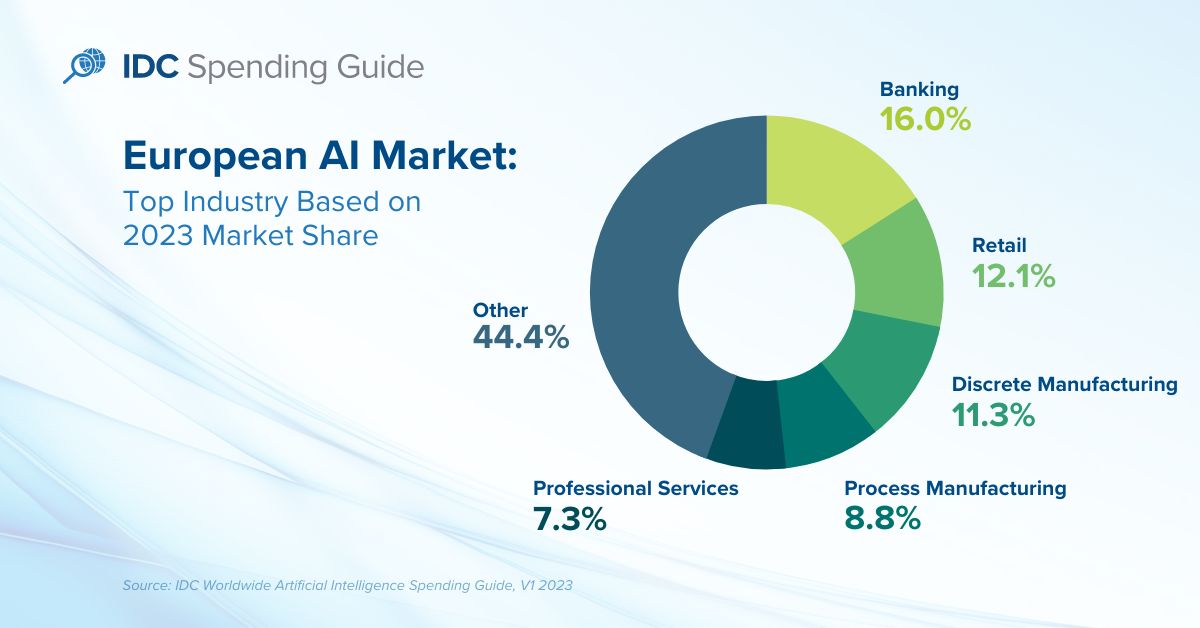 IDC Spending Guide
European AI Market:
Top Industry Based on
2023 Market Share
Banking
16.0%
Retail
12.1%
Discrete Manufacturing
11.3%
Process Manufacturing
8.8%
Professional Services
7.3%
Other
44.4%
Source: IDC Worldwide Artificial Intelligence Spending Guide, V1 2023